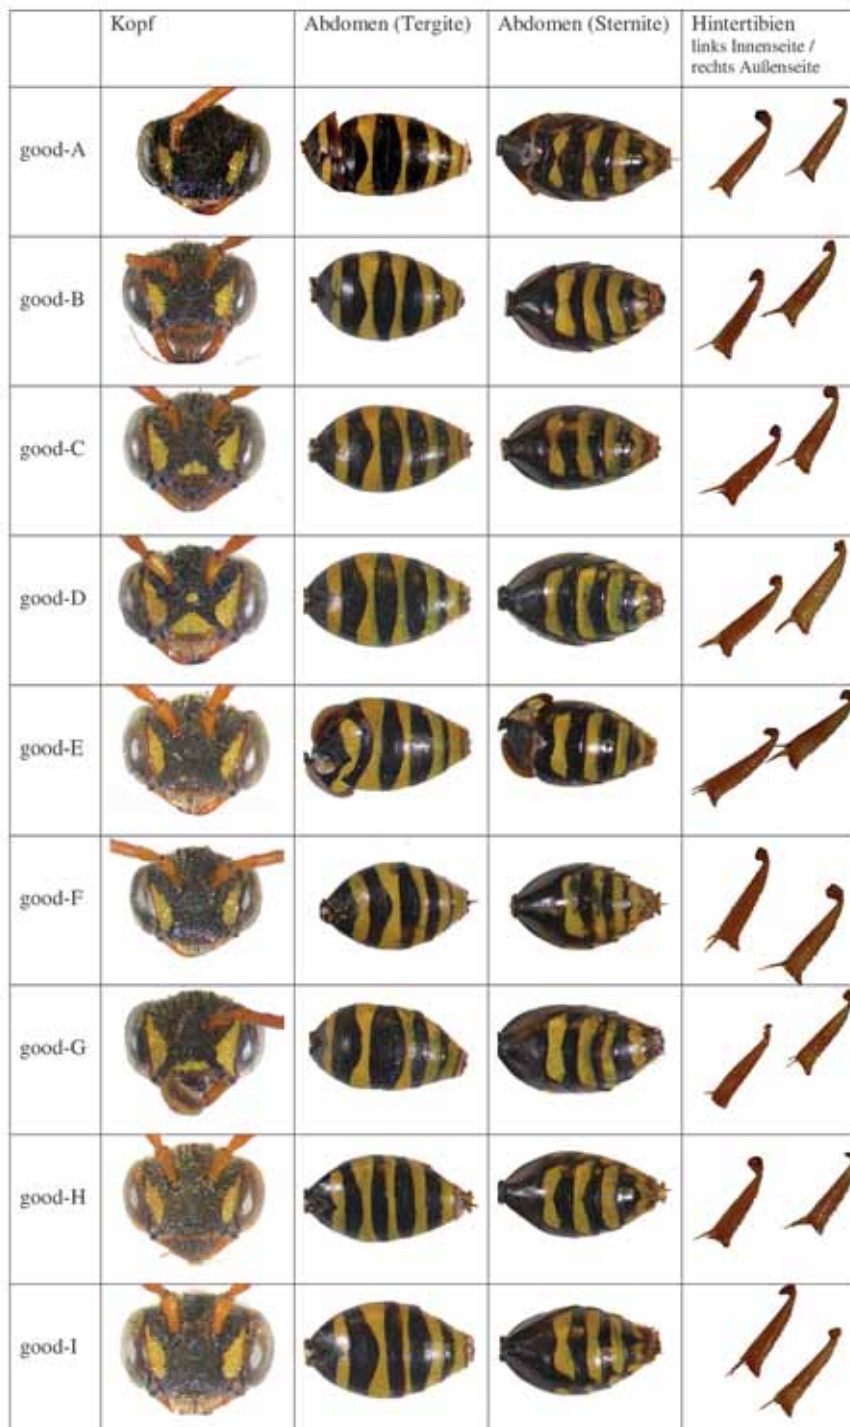 Kopf
Abdomen (Tergite)
Abdomen (Sternite)
Hintertibien
links Innenseite /
rechts Außenseite
good-A
good-B
good-C
good-D
good-E
good-F
good-G
good-H
good-I